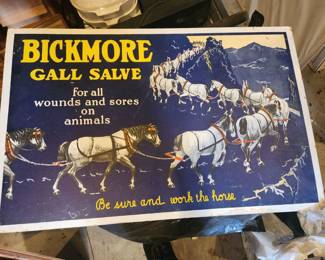 BICKMORE
GALL SALVE
for all
wounds and sores
on
animals
Be sure and work the horse